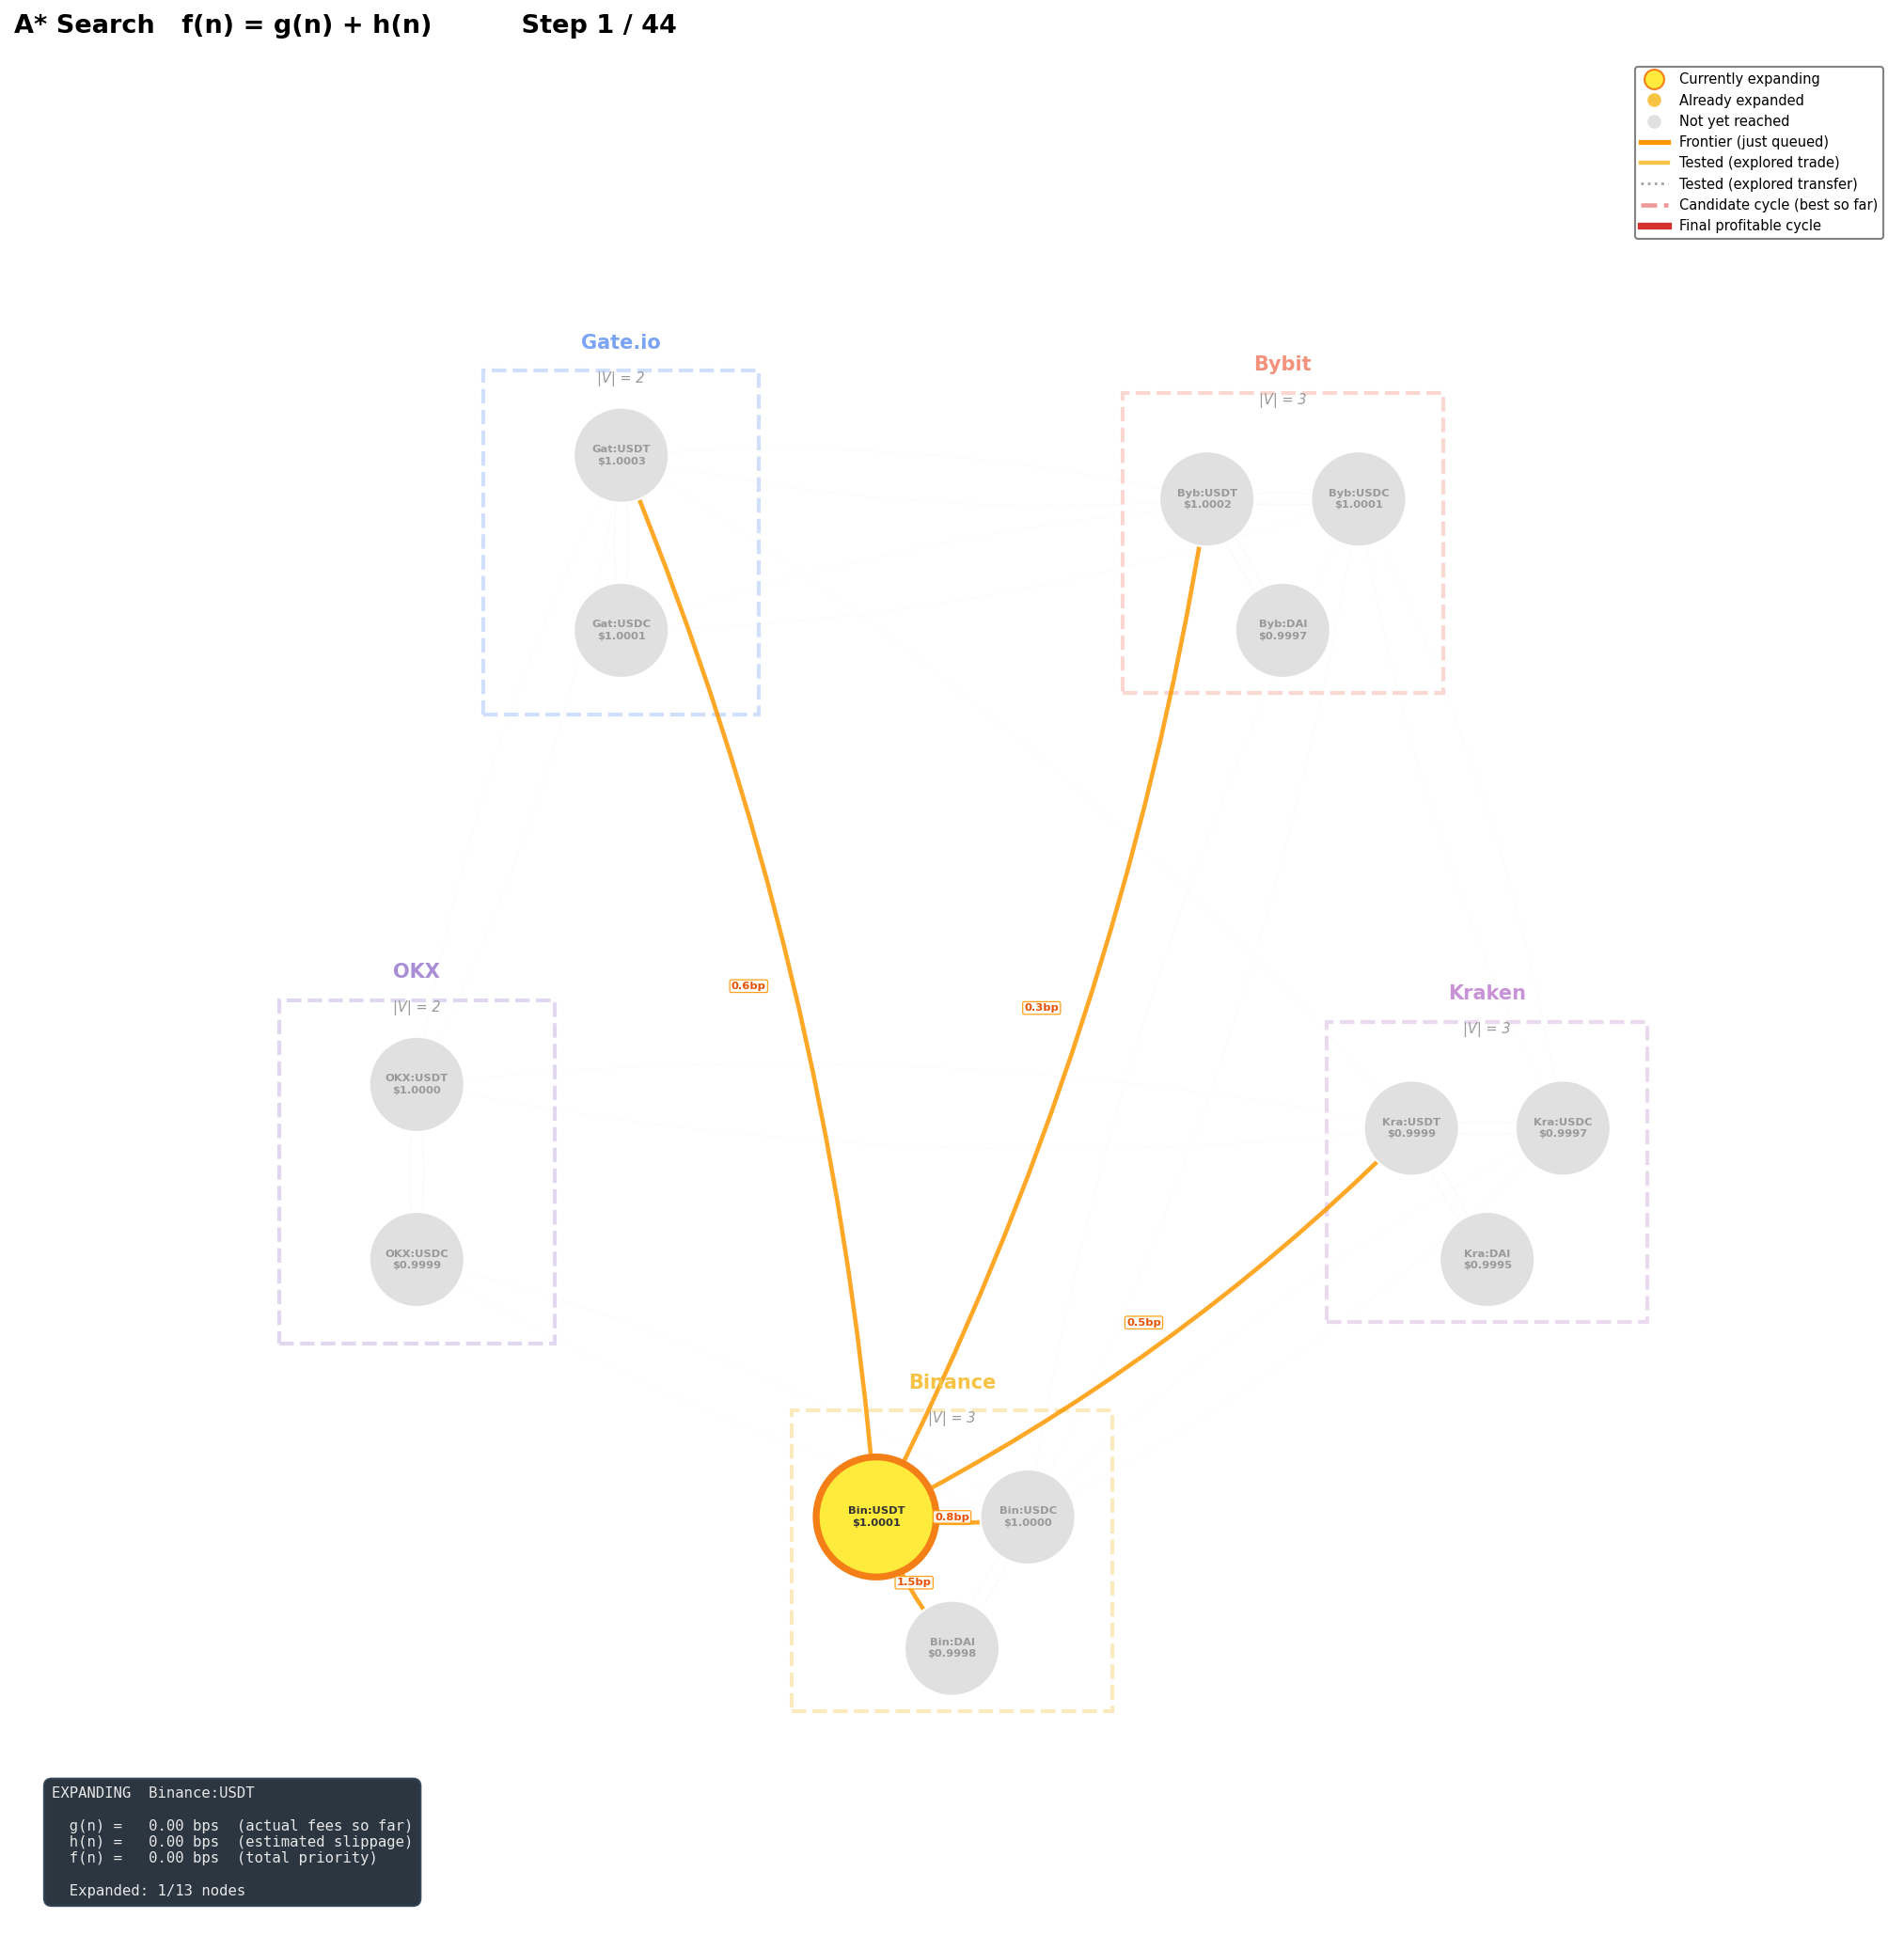 A* Search   f(n) = g(n) + h(n)          Step 1 / 44
Currently expanding
Already expanded
Not yet reached
Frontier (just queued)
Tested (explored trade)
Tested (explored transfer)
Candidate cycle (best so far)
Final profitable cycle
Gate.io
|V| = 2
Gat:USDT
$1.0003
Gat:USDC
$1.0001
Bybit
|V| = 3
Byb:USDT
$1.0002
Byb:USDC
$1.0001
Byb:DAI
$0.9997
OKX
|V| = 2
OKX:USDT
$1.0000
OKX:USDC
$0.9999
Kraken
|V| = 3
Kra:USDT
$0.9999
Kra:USDC
$0.9997
Kra:DAI
$0.9995
0.6bp
0.3bp
0.5bp
Binance
|V| = 3
Bin:USDT
$1.0001
0.8bp
Bin:USDC
$1.0000
1.5bp
Bin:DAI
$0.9998
EXPANDING  Binance:USDT
g(n) =   0.00 bps  (actual fees so far)
h(n) =   0.00 bps  (estimated slippage)
f(n) =   0.00 bps  (total priority)
Expanded: 1/13 nodes